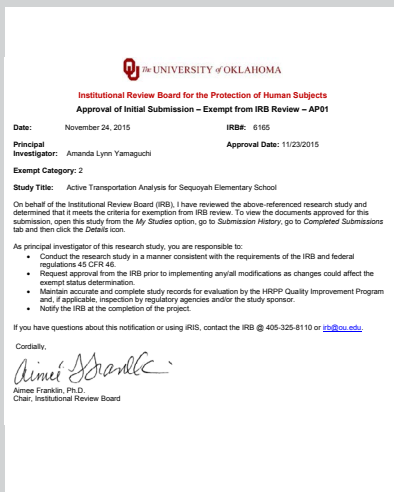 The UNIVERSITY of OKLAHOMA
Institutional Review Board for the Protection of Human Subjects
Approval of Initial Submission – Exempt from IRB Review – AP01
Date: November 24, 2015 IRB#: 6165
Principal Approval Date: 11/23/2015
Investigator: Amanda Lynn Yamaguchi
Exempt Category: 2
Study Title: Active Transportation Analysis for Sequoyah Elementary School
On behalf of the Institutional Review Board (IRB), I have reviewed the above-referenced research study and
determined that it meets the criteria for exemption from IRB review. To view the documents approved for this
submission, open this study from the My Studies option, go to Submission History, go to Completed Submissions
tab and then click the Details icon.
As principal investigator of this research study, you are responsible to:
• Conduct the research study in a manner consistent with the requirements of the IRB and federal
regulations 45 CFR 46.
• Request approval from the IRB prior to implementing any/all modifications as changes could affect the
exempt status determination.
• Maintain accurate and complete study records for evaluation by the HRPP Quality Improvement Program
and, if applicable, inspection by regulatory agencies and/or the study sponsor.
• Notify the IRB at the completion of the project.
If you have questions about this notification or using iRIS, contact the IRB @ 405-325-8110 or irb@ou.edu.
Cordially,
Aimee Franklin
Aimee Franklin, Ph.D.
Chair, Institutional Review Board